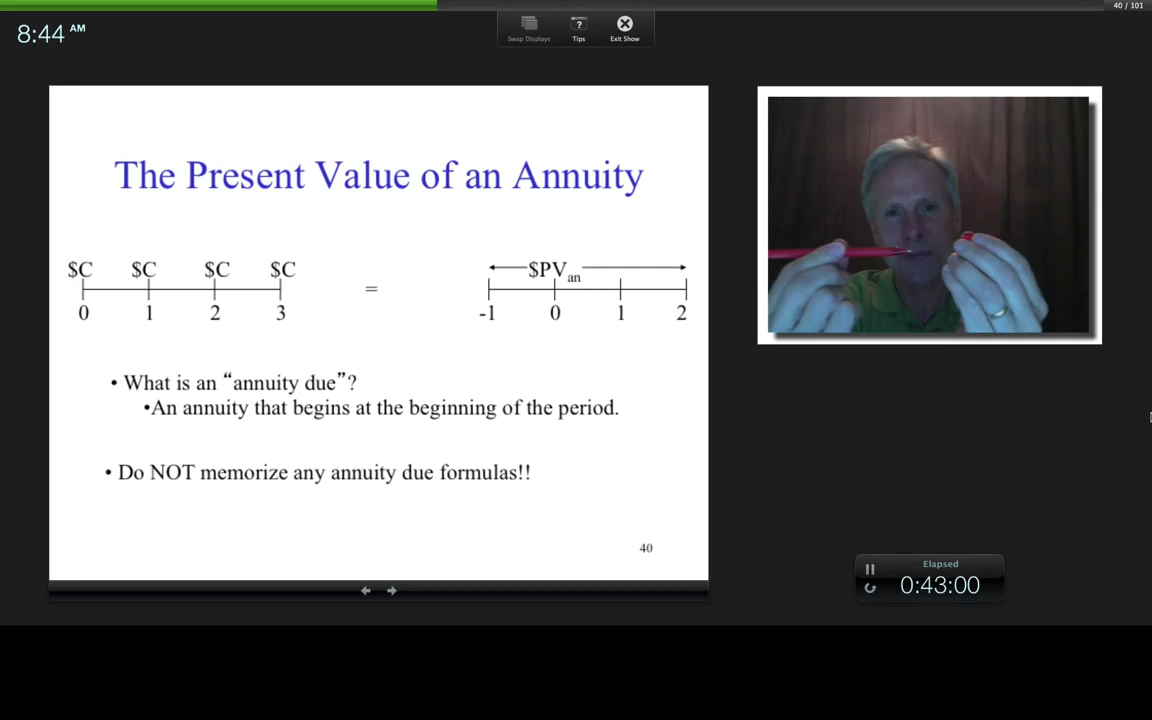 40 / 101
8:44 AM
Swap Displays Tips Exit Show
?
The Present Value of an Annuity
$C $C $C $C
0 1 2 3
=
$PVan
-1 0 1 2
• What is an “annuity due”?
•An annuity that begins at the beginning of the period.
• Do NOT memorize any annuity due formulas!!
40
Elapsed
0:43:00